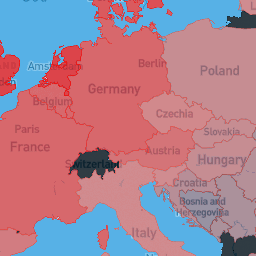 Amsterdam
Berlin
Poland
Belgium
Germany
Paris
Czechia
France
Slovakia
Switzerland
Austria
Hungary
Croatia
Bosnia and
Herzegovina
Italy